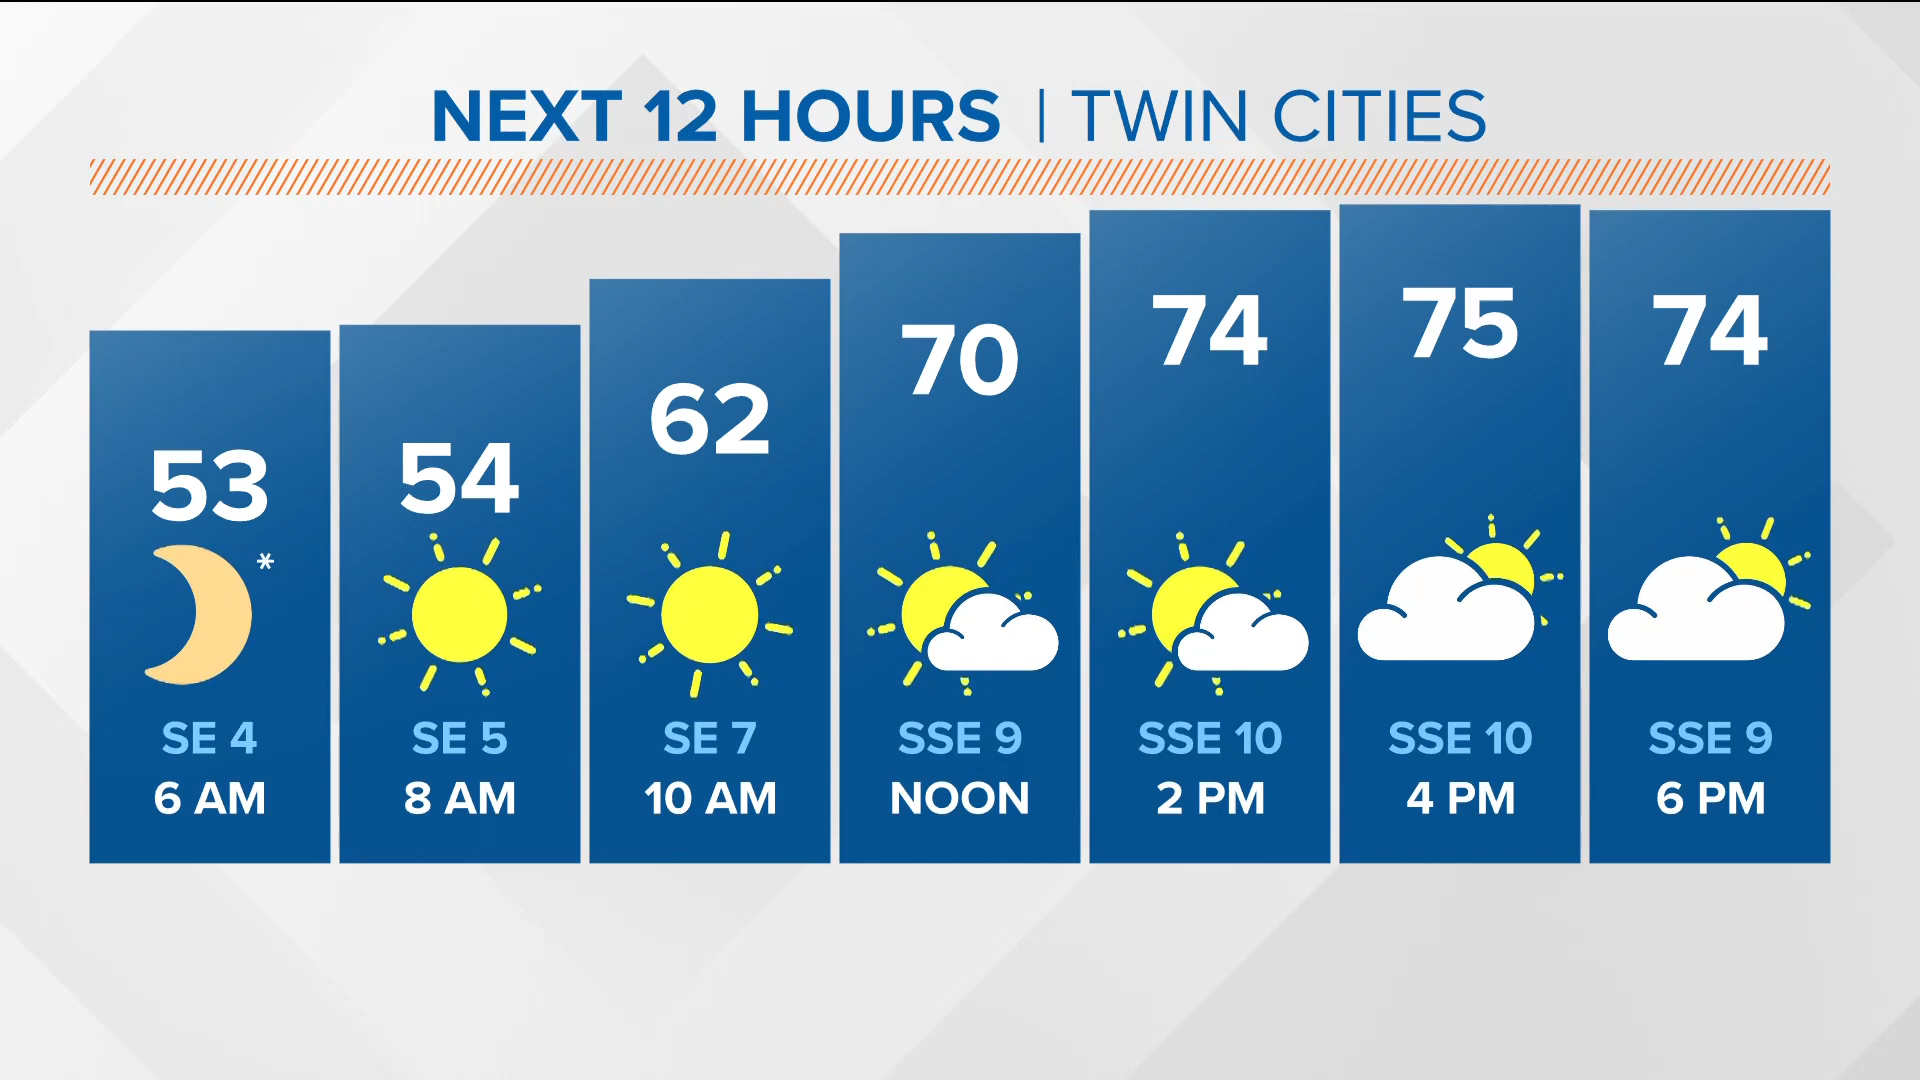 NEXT 12 HOURS | TWIN CITIES
53
SE 4
6 AM
54
SE 5
8 AM
62
SE 7
10 AM
70
SSE 9
NOON
74
SSE 10
2 PM
75
SSE 10
4 PM
74
SSE 9
6 PM